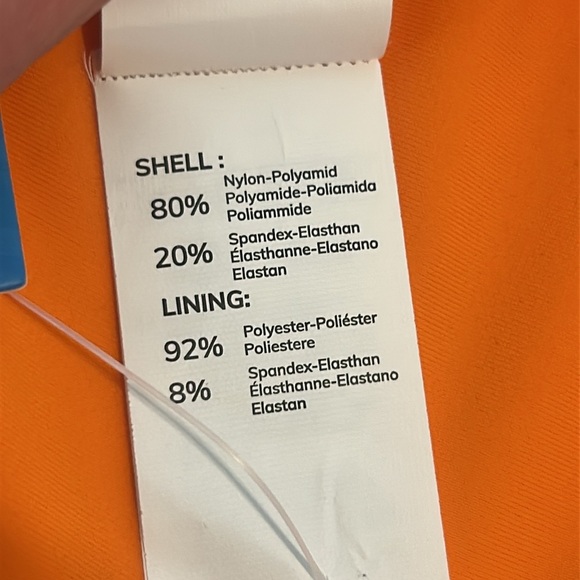 SHELL :
80% Nylon-Polyamid
Polyamide-Poliamida
Poliammide
20% Spandex-Elasthan
Élasthanne-Elastano
Elastan
LINING:
92% Polyester-Poliéster
Poliestere
8% Spandex-Elasthan
Élasthanne-Elastano
Elastan